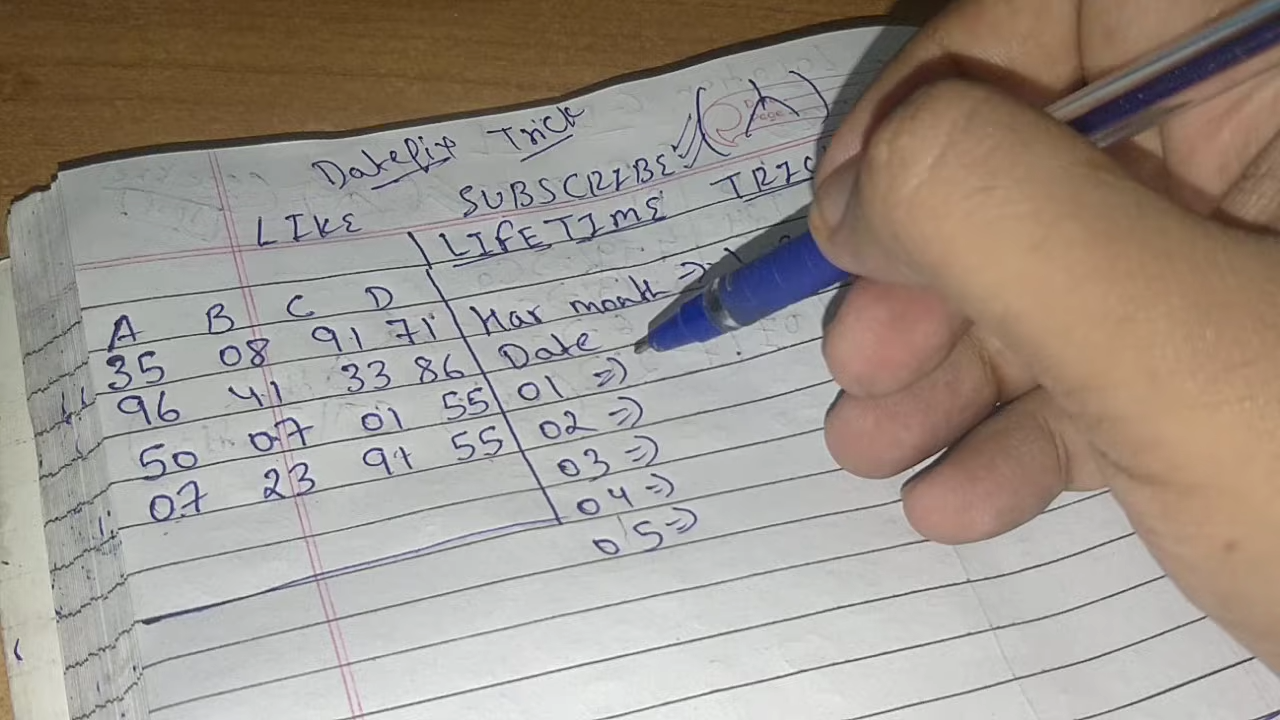 Datefix Trick
LIKE SUBSCRIBE
LIFETIME TRIC
A B C D
35 08 91 71
96 41 33 86
50 07 01 55
07 23 91 55
Har month =>
Date
01 =>
02 =>
03 =>
04 =>
05 =>